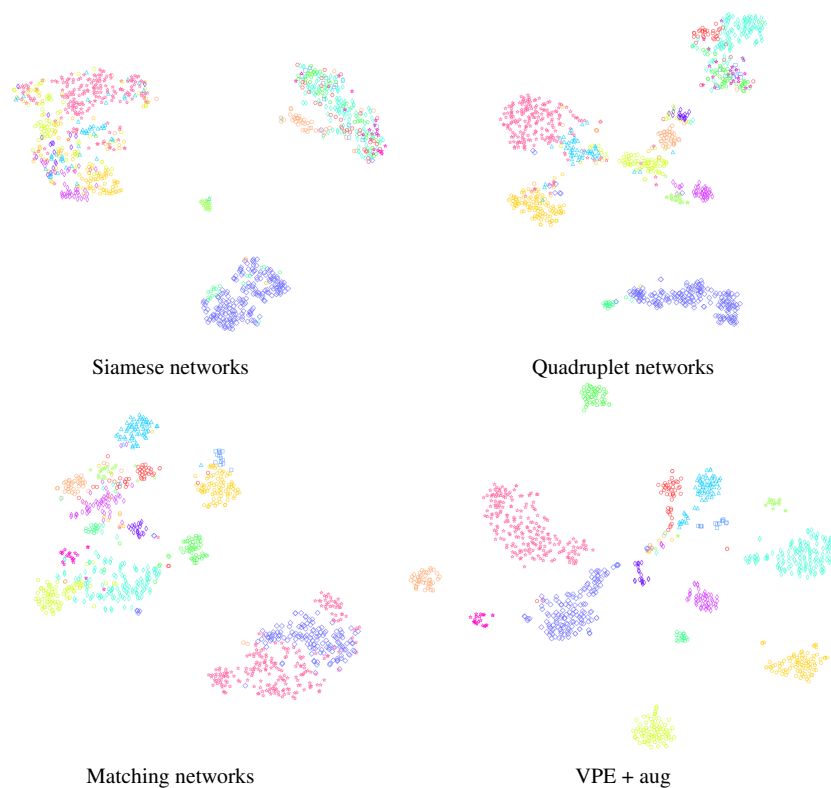 Siamese networks
Quadruplet networks
Matching networks
VPE + aug